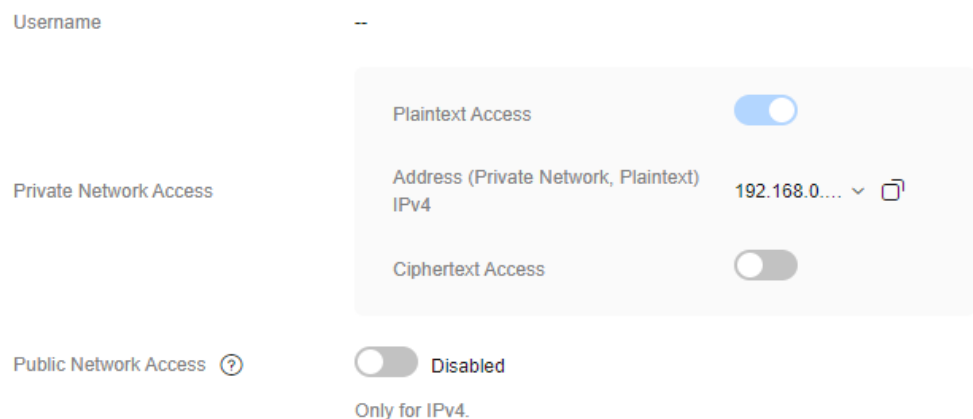 Username
--
Plaintext Access
Private Network Access
Address (Private Network, Plaintext)
IPv4
192.168.0....
Ciphertext Access
Public Network Access ?
Disabled
Only for IPv4.